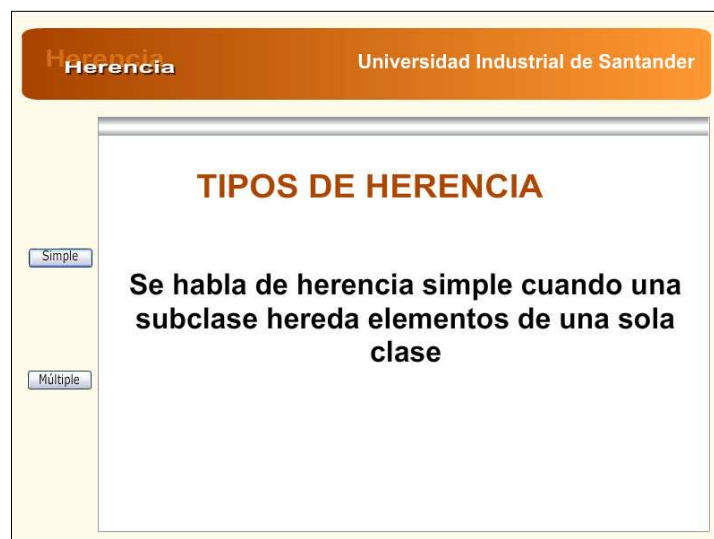 Herencia
Herencia
Universidad Industrial de Santander
TIPOS DE HERENCIA
Simple
Se habla de herencia simple cuando una
subclase hereda elementos de una sola
clase
Múltiple